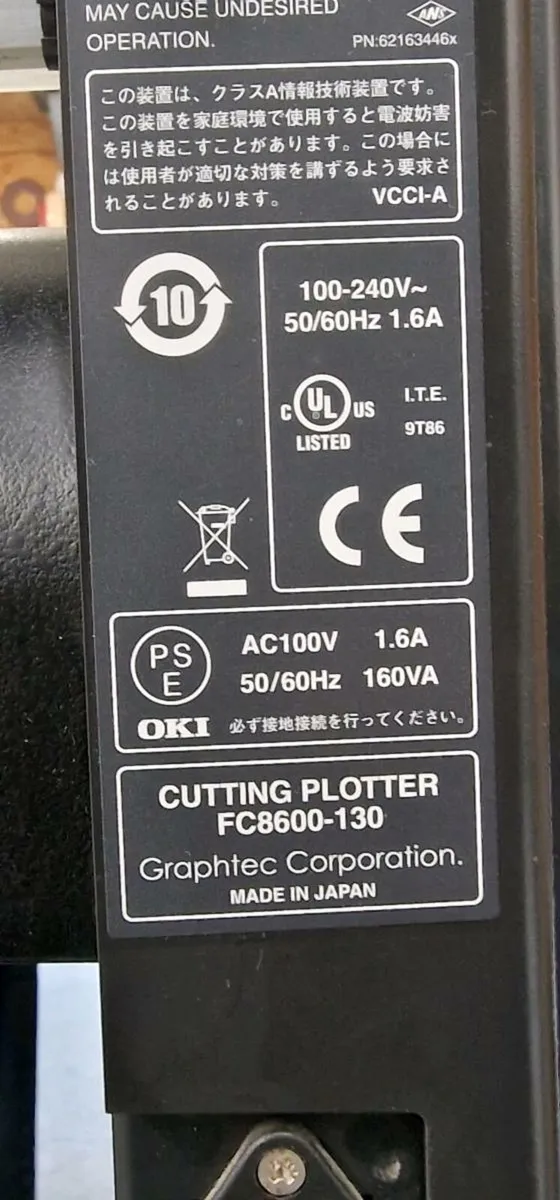 MAY CAUSE UNDESIRED
OPERATION.
ANS
PN:62163446x
この装置は、クラスA情報技術装置です。
この装置を家庭環境で使用すると電波妨害
を引き起こすことがあります。この場合に
は使用者が適切な対策を講ずるよう要求さ
れることがあります。
VCCI-A
10
100-240V~
50/60Hz 1.6A
C UL US
LISTED
I.T.E.
9T86
CE
PS
E
AC100V 1.6A
50/60Hz 160VA
OKI 必ず接地接続を行ってください。
CUTTING PLOTTER
FC8600-130
Graphtec Corporation.
MADE IN JAPAN